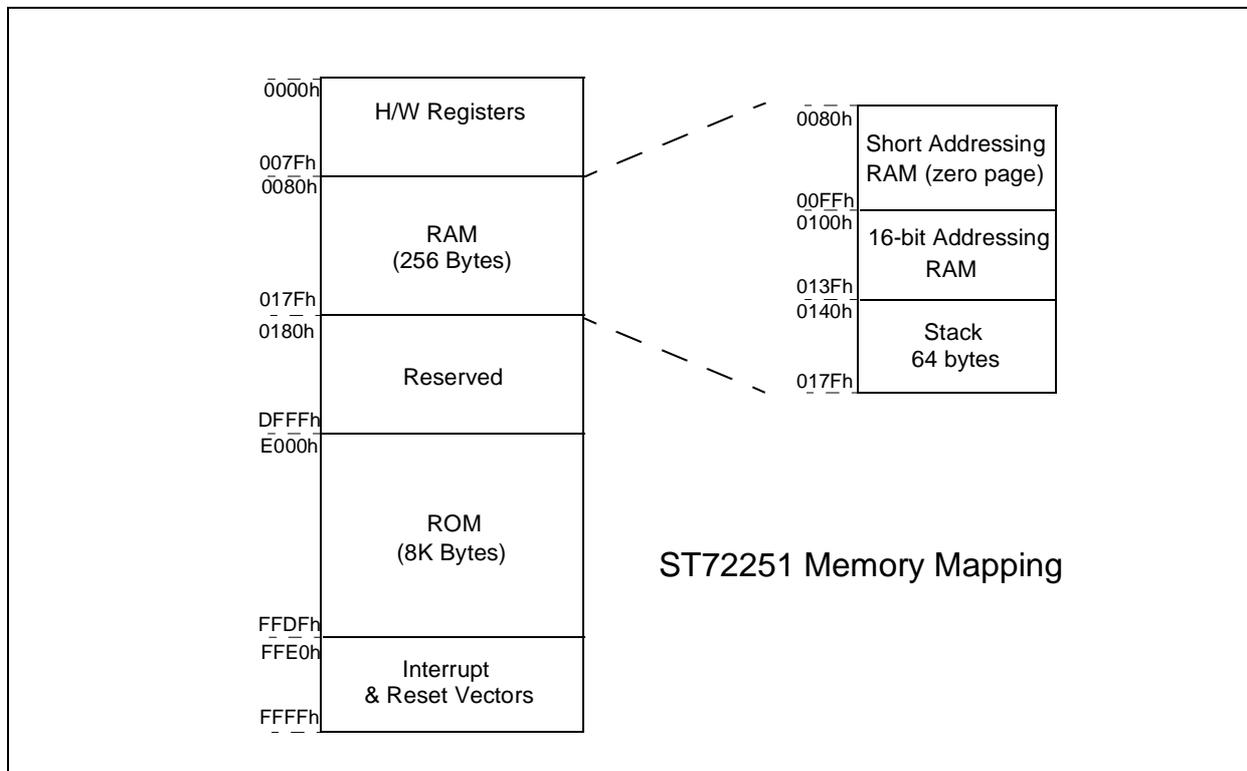 0000h
H/W Registers
007Fh
0080h
RAM
(256 Bytes)
017Fh
0180h
Reserved
DFFFh
E000h
ROM
(8K Bytes)
FFDFh
FFE0h
Interrupt
& Reset Vectors
FFFFh
0080h
Short Addressing
RAM (zero page)
00FFh
0100h
16-bit Addressing
RAM
013Fh
0140h
Stack
64 bytes
017Fh
ST72251 Memory Mapping